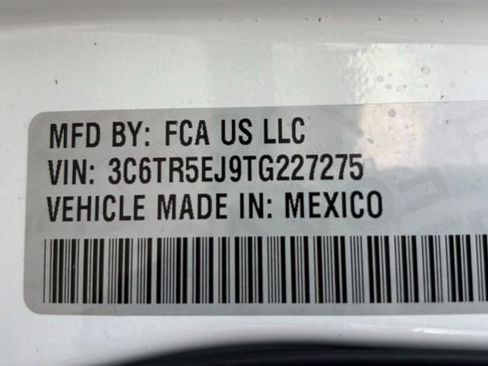 MFD BY: FCA US LLC
VIN: 3C6TR5EJ9TG227275
VEHICLE MADE IN: MEXICO